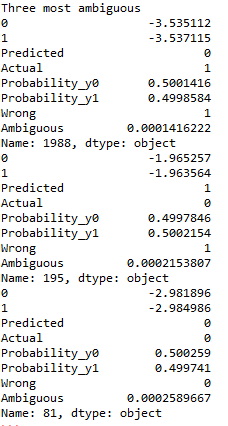 Three most ambiguous
0 -3.535112
1 -3.537115
Predicted 0
Actual 1
Probability_y0 0.5001416
Probability_y1 0.4998584
Wrong 1
Ambiguous 0.0001416222
Name: 1988, dtype: object
0 -1.965257
1 -1.963564
Predicted 1
Actual 0
Probability_y0 0.4997846
Probability_y1 0.5002154
Wrong 1
Ambiguous 0.0002153807
Name: 195, dtype: object
0 -2.981896
1 -2.984986
Predicted 0
Actual 0
Probability_y0 0.500259
Probability_y1 0.499741
Wrong 0
Ambiguous 0.0002589667
Name: 81, dtype: object